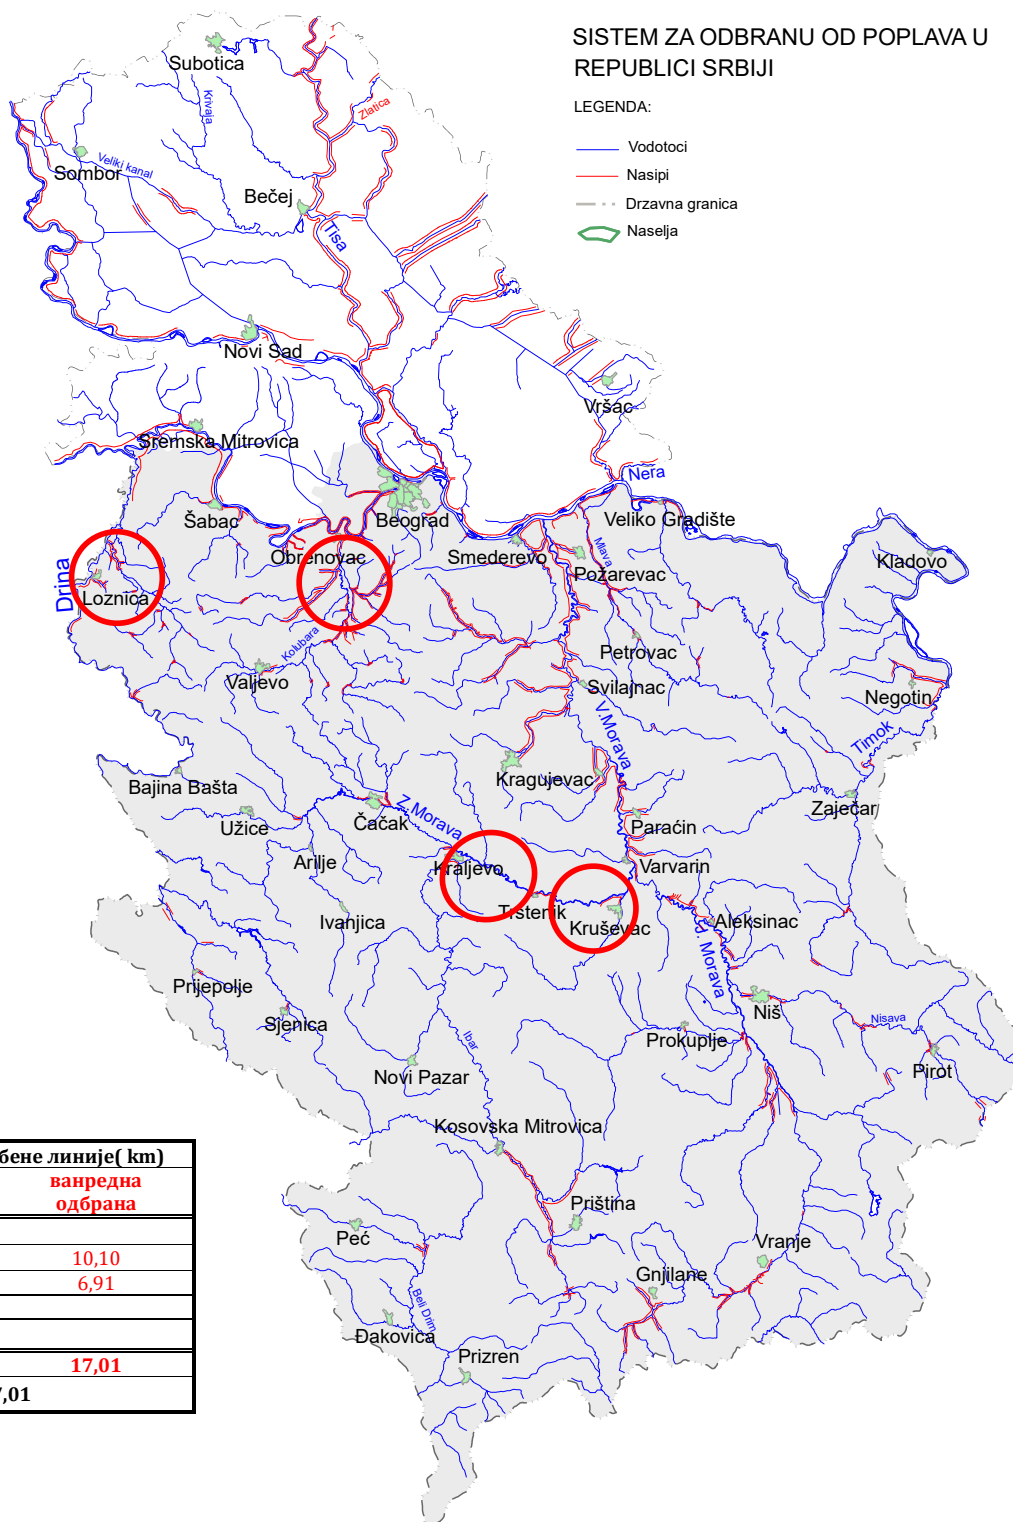 SISTEM ZA ODBRANU OD POPLAVA U
REPUBLICI SRBIJI
LEGENDA:
Vodotoci
Nasipi
Drzavna granica
Naselja
Subotica
Krivaja
Zlatica
Sombor
Veliki kanal
Bečej
Tisa
Novi Sad
Vršac
Sremska Mitrovica
Nera
Šabac
Beograd
Veliko Gradište
Obrenovac
Smederevo
Mlava
Kladovo
Drina
Požarevac
Loznica
Kolubara
Petrovac
Valjevo
Svilajnac
Negotin
V.Morava
Timok
Bajina Bašta
Kragujevac
Zaječar
Užice
Čačak
Z.Morava
Paraćin
Arilje
Kraljevo
Varvarin
Ivanjica
Trstenik
Kruševac
Aleksinac
J. Morava
Prijepolje
Sjenica
Niš
Nisava
Ibar
Prokuplje
Pirot
Novi Pazar
Kosovska Mitrovica
Priština
Peć
Vranje
Gnjilane
Beli Drim
Đakovica
Prizren
бене линије( km)
ванредна
одбрана
10,10
6,91
17,01
7,01